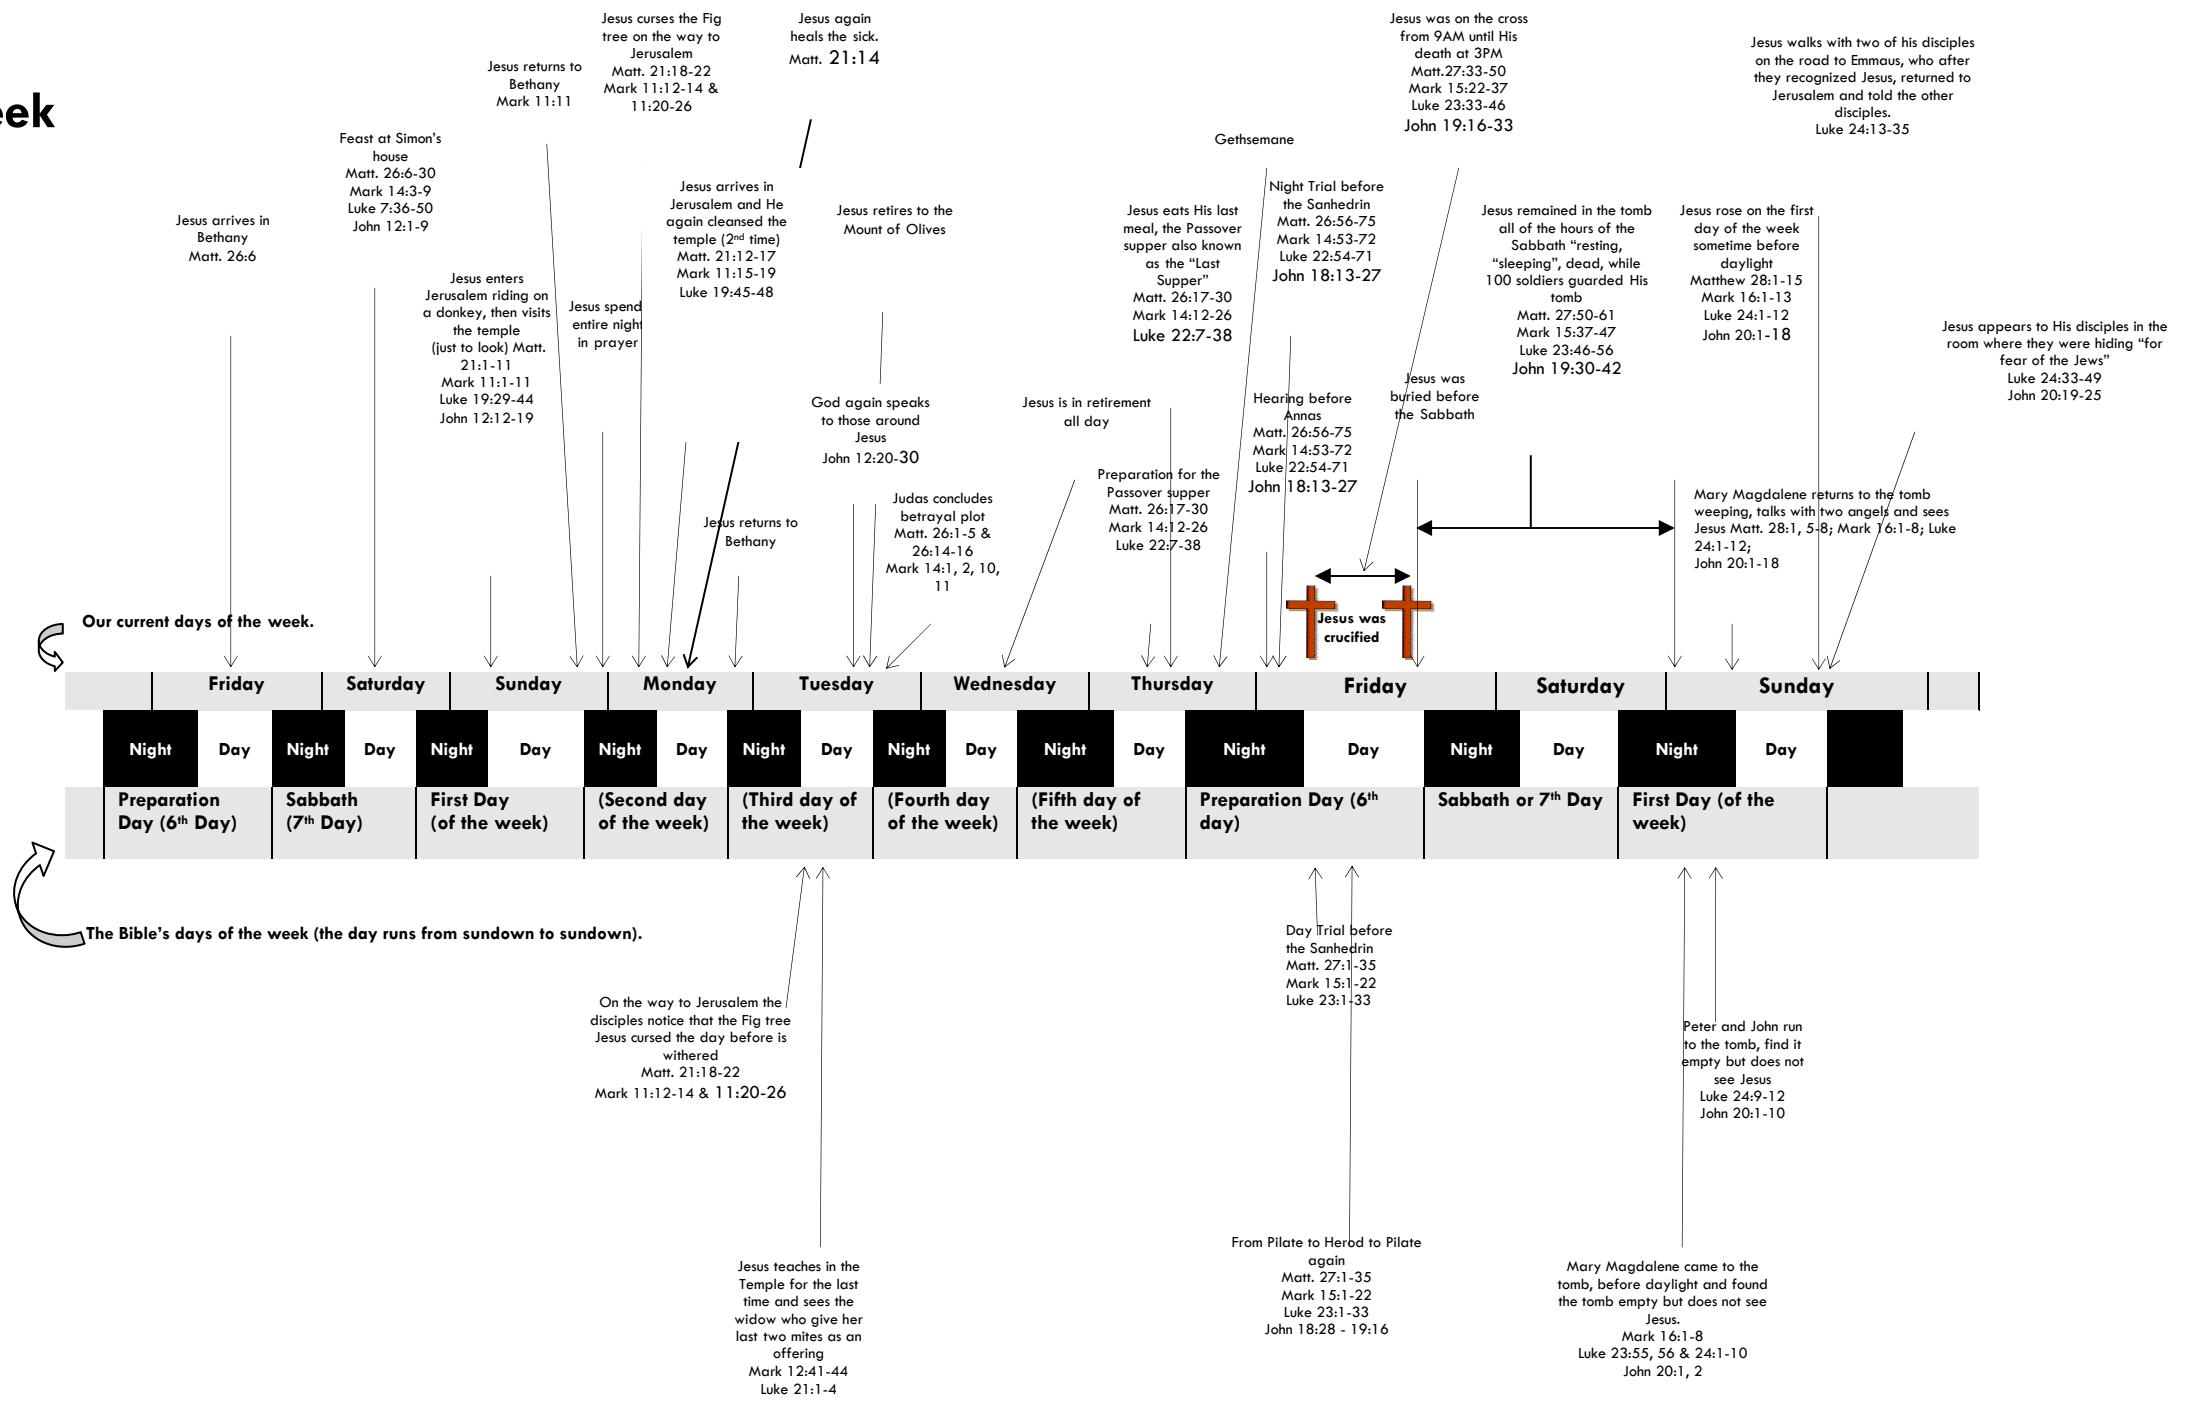 eek
Jesus arrives in
Bethany
Matt. 26:6
Feast at Simon's
house
Matt. 26:6-30
Mark 14:3-9
Luke 7:36-50
John 12:1-9
Jesus enters
Jerusalem riding on
a donkey, then visits
the temple
(just to look) Matt.
21:1-11
Mark 11:1-11
Luke 19:29-44
John 12:12-19
Jesus returns to
Bethany
Mark 11:11
Jesus spend
entire night
in prayer
Jesus curses the Fig
tree on the way to
Jerusalem
Matt. 21:18-22
Mark 11:12-14 &
11:20-26
Jesus arrives in
Jerusalem and He
again cleansed the
temple (2nd time)
Matt. 21:12-17
Mark 11:15-19
Luke 19:45-48
Jesus again
heals the sick.
Matt. 21:14
Jesus returns to
Bethany
Jesus retires to the
Mount of Olives
God again speaks
to those around
Jesus
John 12:20-30
Judas concludes
betrayal plot
Matt. 26:1-5 &
26:14-16
Mark 14:1, 2, 10,
11
Jesus is in retirement
all day
Preparation for the
Passover supper
Matt. 26:17-30
Mark 14:12-26
Luke 22:7-38
Jesus eats His last
meal, the Passover
supper also known
as the “Last
Supper”
Matt. 26:17-30
Mark 14:12-26
Luke 22:7-38
Gethsemane
Night Trial before
the Sanhedrin
Matt. 26:56-75
Mark 14:53-72
Luke 22:54-71
John 18:13-27
Hearing before
Annas
Matt. 26:56-75
Mark 14:53-72
Luke 22:54-71
John 18:13-27
Jesus was on the cross
from 9AM until His
death at 3PM
Matt.27:33-50
Mark 15:22-37
Luke 23:33-46
John 19:16-33
Jesus was
buried before
the Sabbath
Jesus was
crucified
Jesus remained in the tomb
all of the hours of the
Sabbath “resting,
“sleeping”, dead, while
100 soldiers guarded His
tomb
Matt. 27:50-61
Mark 15:37-47
Luke 23:46-56
John 19:30-42
Jesus rose on the first
day of the week
sometime before
daylight
Matthew 28:1-15
Mark 16:1-13
Luke 24:1-12
John 20:1-18
Mary Magdalene returns to the tomb
weeping, talks with two angels and sees
Jesus Matt. 28:1, 5-8; Mark 16:1-8; Luke
24:1-12;
John 20:1-18
Jesus walks with two of his disciples
on the road to Emmaus, who after
they recognized Jesus, returned to
Jerusalem and told the other
disciples.
Luke 24:13-35
Jesus appears to His disciples in the
room where they were hiding “for
fear of the Jews”
Luke 24:33-49
John 20:19-25
Our current days of the week.
Friday Saturday Sunday Monday Tuesday Wednesday Thursday Friday Saturday Sunday
Night Day Night Day Night Day Night Day Night Day Night Day Night Day Night Day Night Day Night Day
Preparation
Day (6th Day)
Sabbath
(7th Day)
First Day
(of the week)
(Second day
of the week)
(Third day of
the week)
(Fourth day
of the week)
(Fifth day of
the week)
Preparation Day (6th
day)
Sabbath or 7th Day
First Day (of the
week)
The Bible's days of the week (the day runs from sundown to sundown).
On the way to Jerusalem the
disciples notice that the Fig tree
Jesus cursed the day before is
withered
Matt. 21:18-22
Mark 11:12-14 & 11:20-26
Jesus teaches in the
Temple for the last
time and sees the
widow who give her
last two mites as an
offering
Mark 12:41-44
Luke 21:1-4
Day Trial before
the Sanhedrin
Matt. 27:1-35
Mark 15:1-22
Luke 23:1-33
From Pilate to Herod to Pilate
again
Matt. 27:1-35
Mark 15:1-22
Luke 23:1-33
John 18:28 - 19:16
Peter and John run
to the tomb, find it
empty but does not
see Jesus
Luke 24:9-12
John 20:1-10
Mary Magdalene came to the
tomb, before daylight and found
the tomb empty but does not see
Jesus.
Mark 16:1-8
Luke 23:55, 56 & 24:1-10
John 20:1, 2